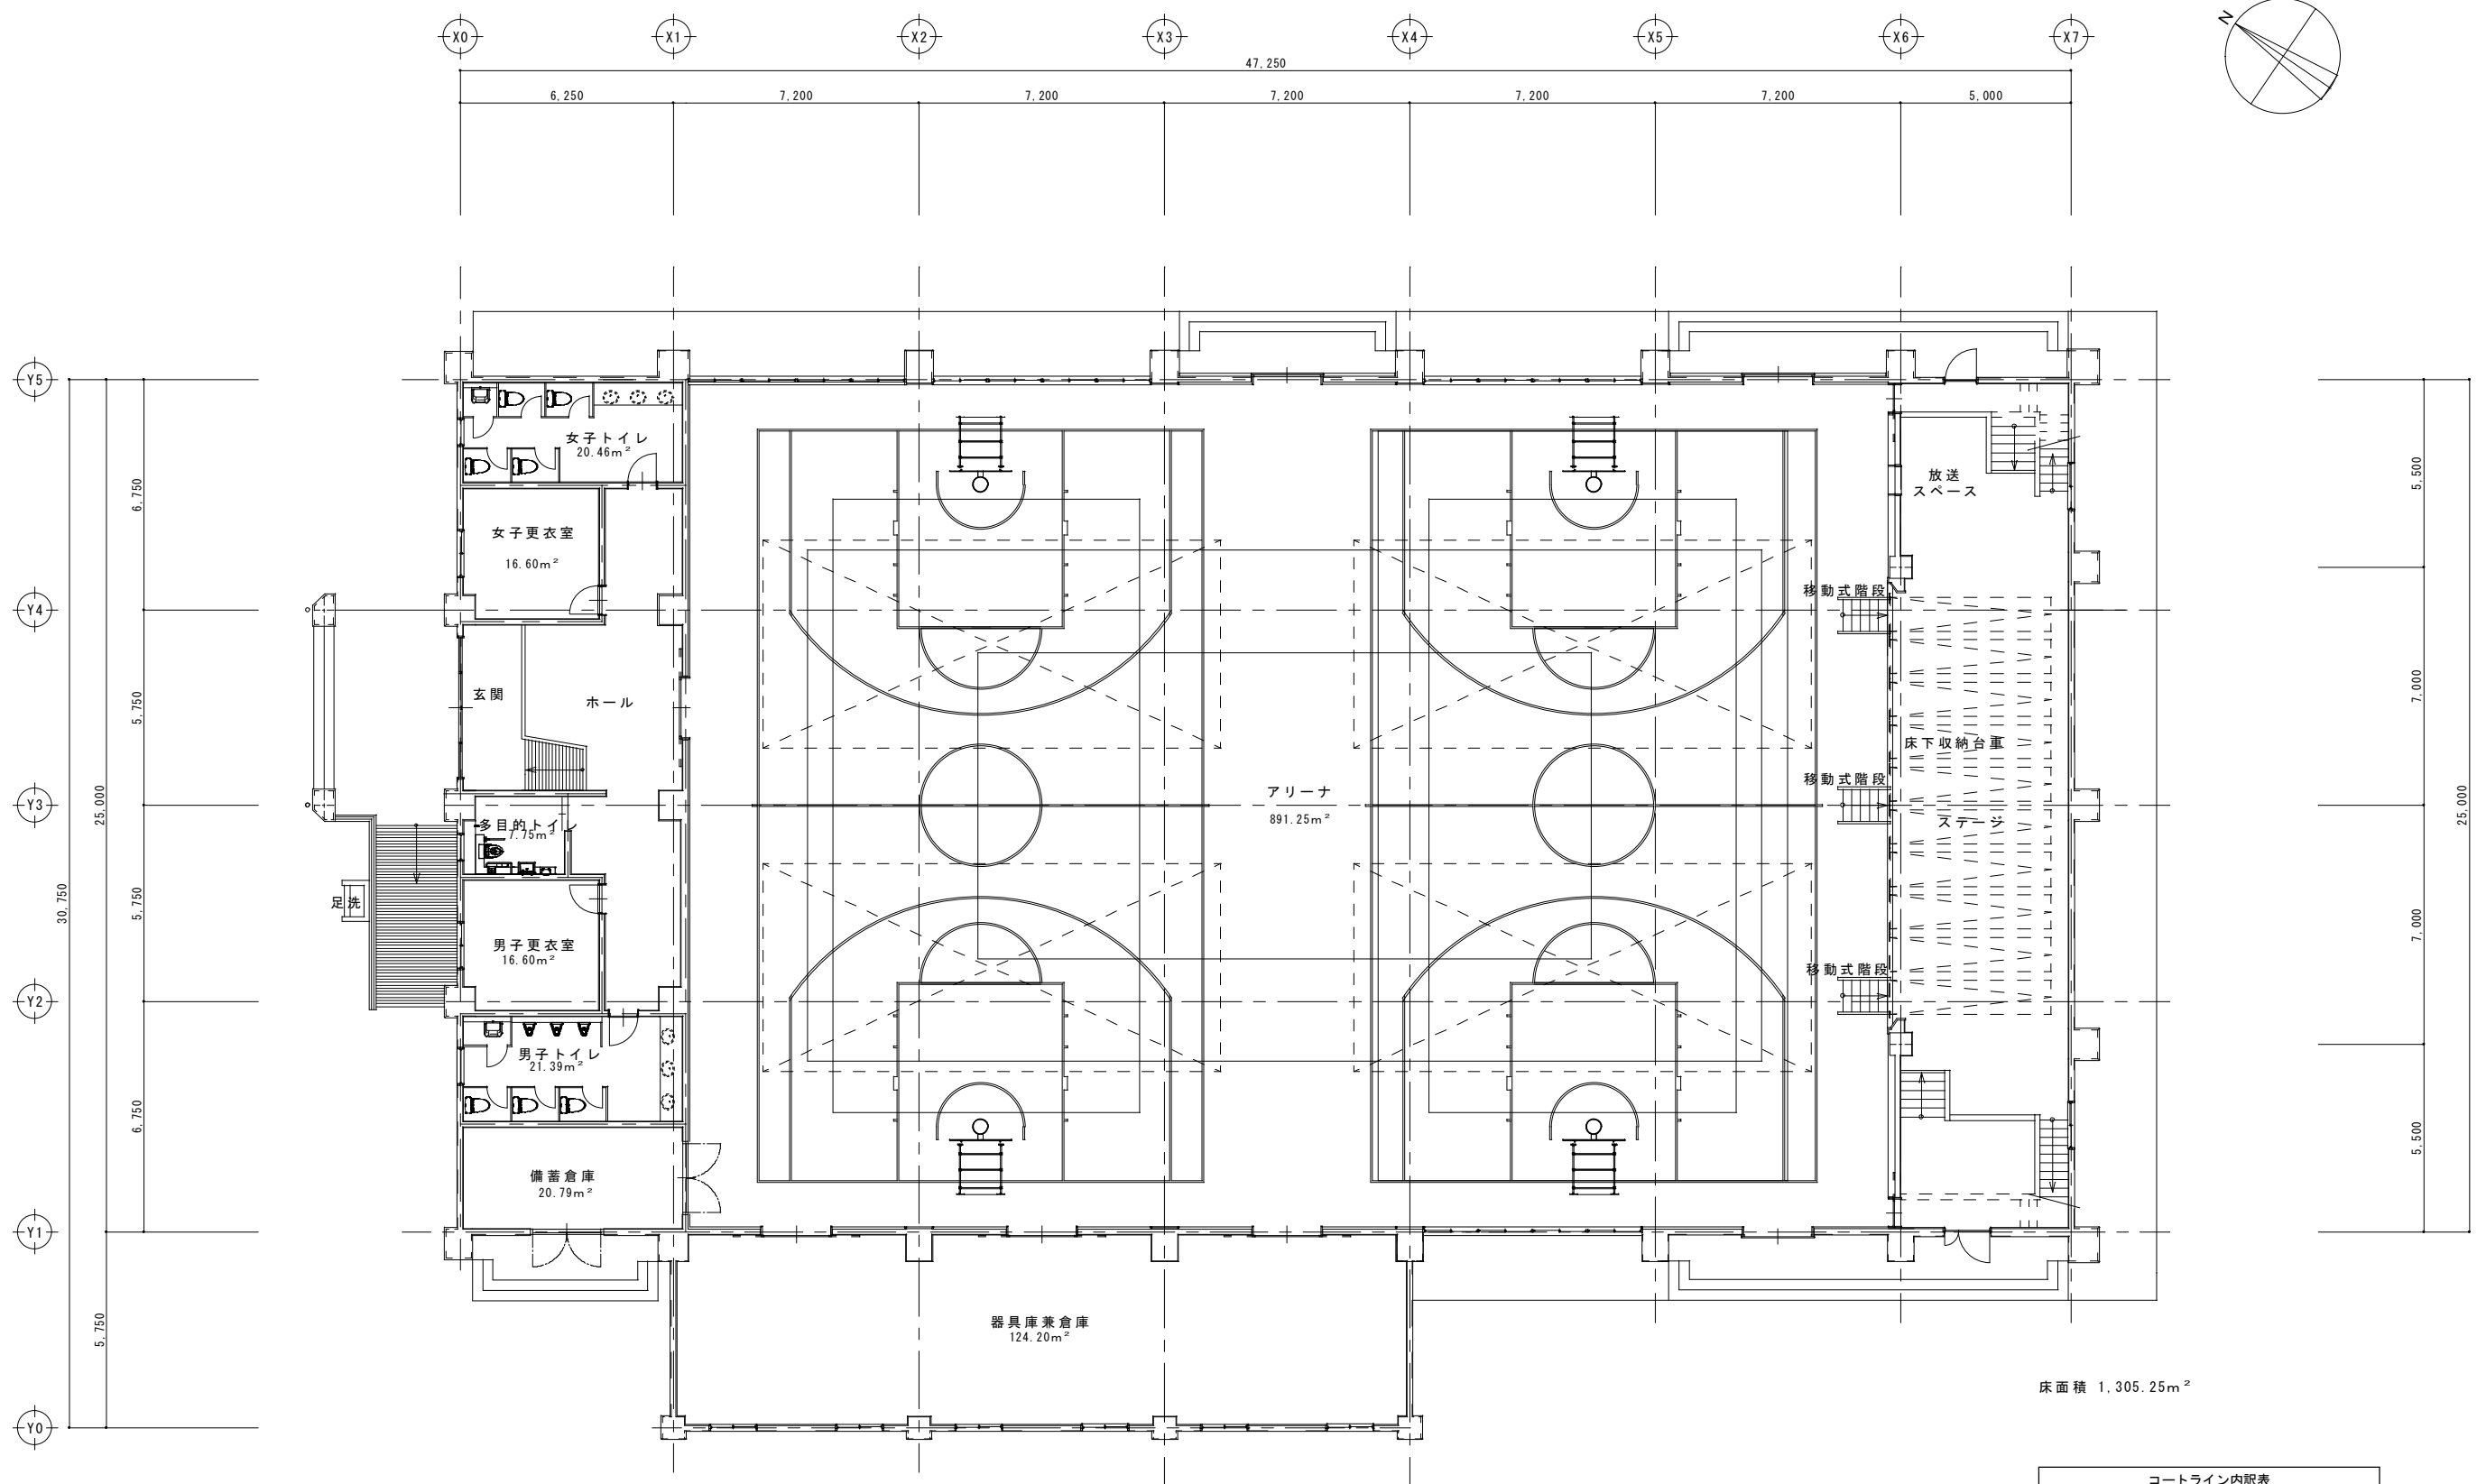 X0 X1 X2 X3 X4 X5 X6 X7
N
47,250
6,250 7,200 7,200 7,200 7,200 7,200 5,000
Y5
Y4
Y3
Y2
Y1
Y0
30,750
25,000
5,750
6,750
5,750
5,750
6,750
女子トイレ
20.46m²
女子更衣室
16.60m²
玄関
ホール
多目的トイレ
7.75m²
足洗
男子更衣室
16.60m²
男子トイレ
21.39m²
備蓄倉庫
20.79m²
アリーナ
891.25m²
器具庫兼倉庫
124.20m²
放送
スペース
移動式階段
床下収納台車
移動式階段
ステージ
移動式階段
5,500
7,000
7,000
5,500
25,000
床面積 1,305.25m²
コートライン内訳表